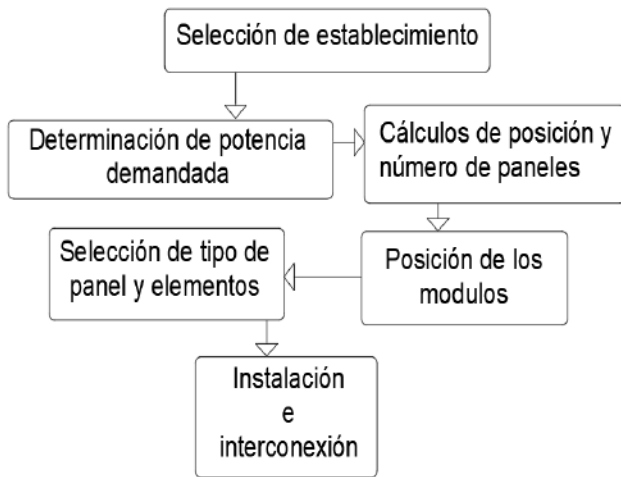 Selección de establecimiento
Determinación de potencia
demandada
Cálculos de posición y
número de paneles
Posición de los
modulos
Selección de tipo de
panel y elementos
Instalación
e
interconexión